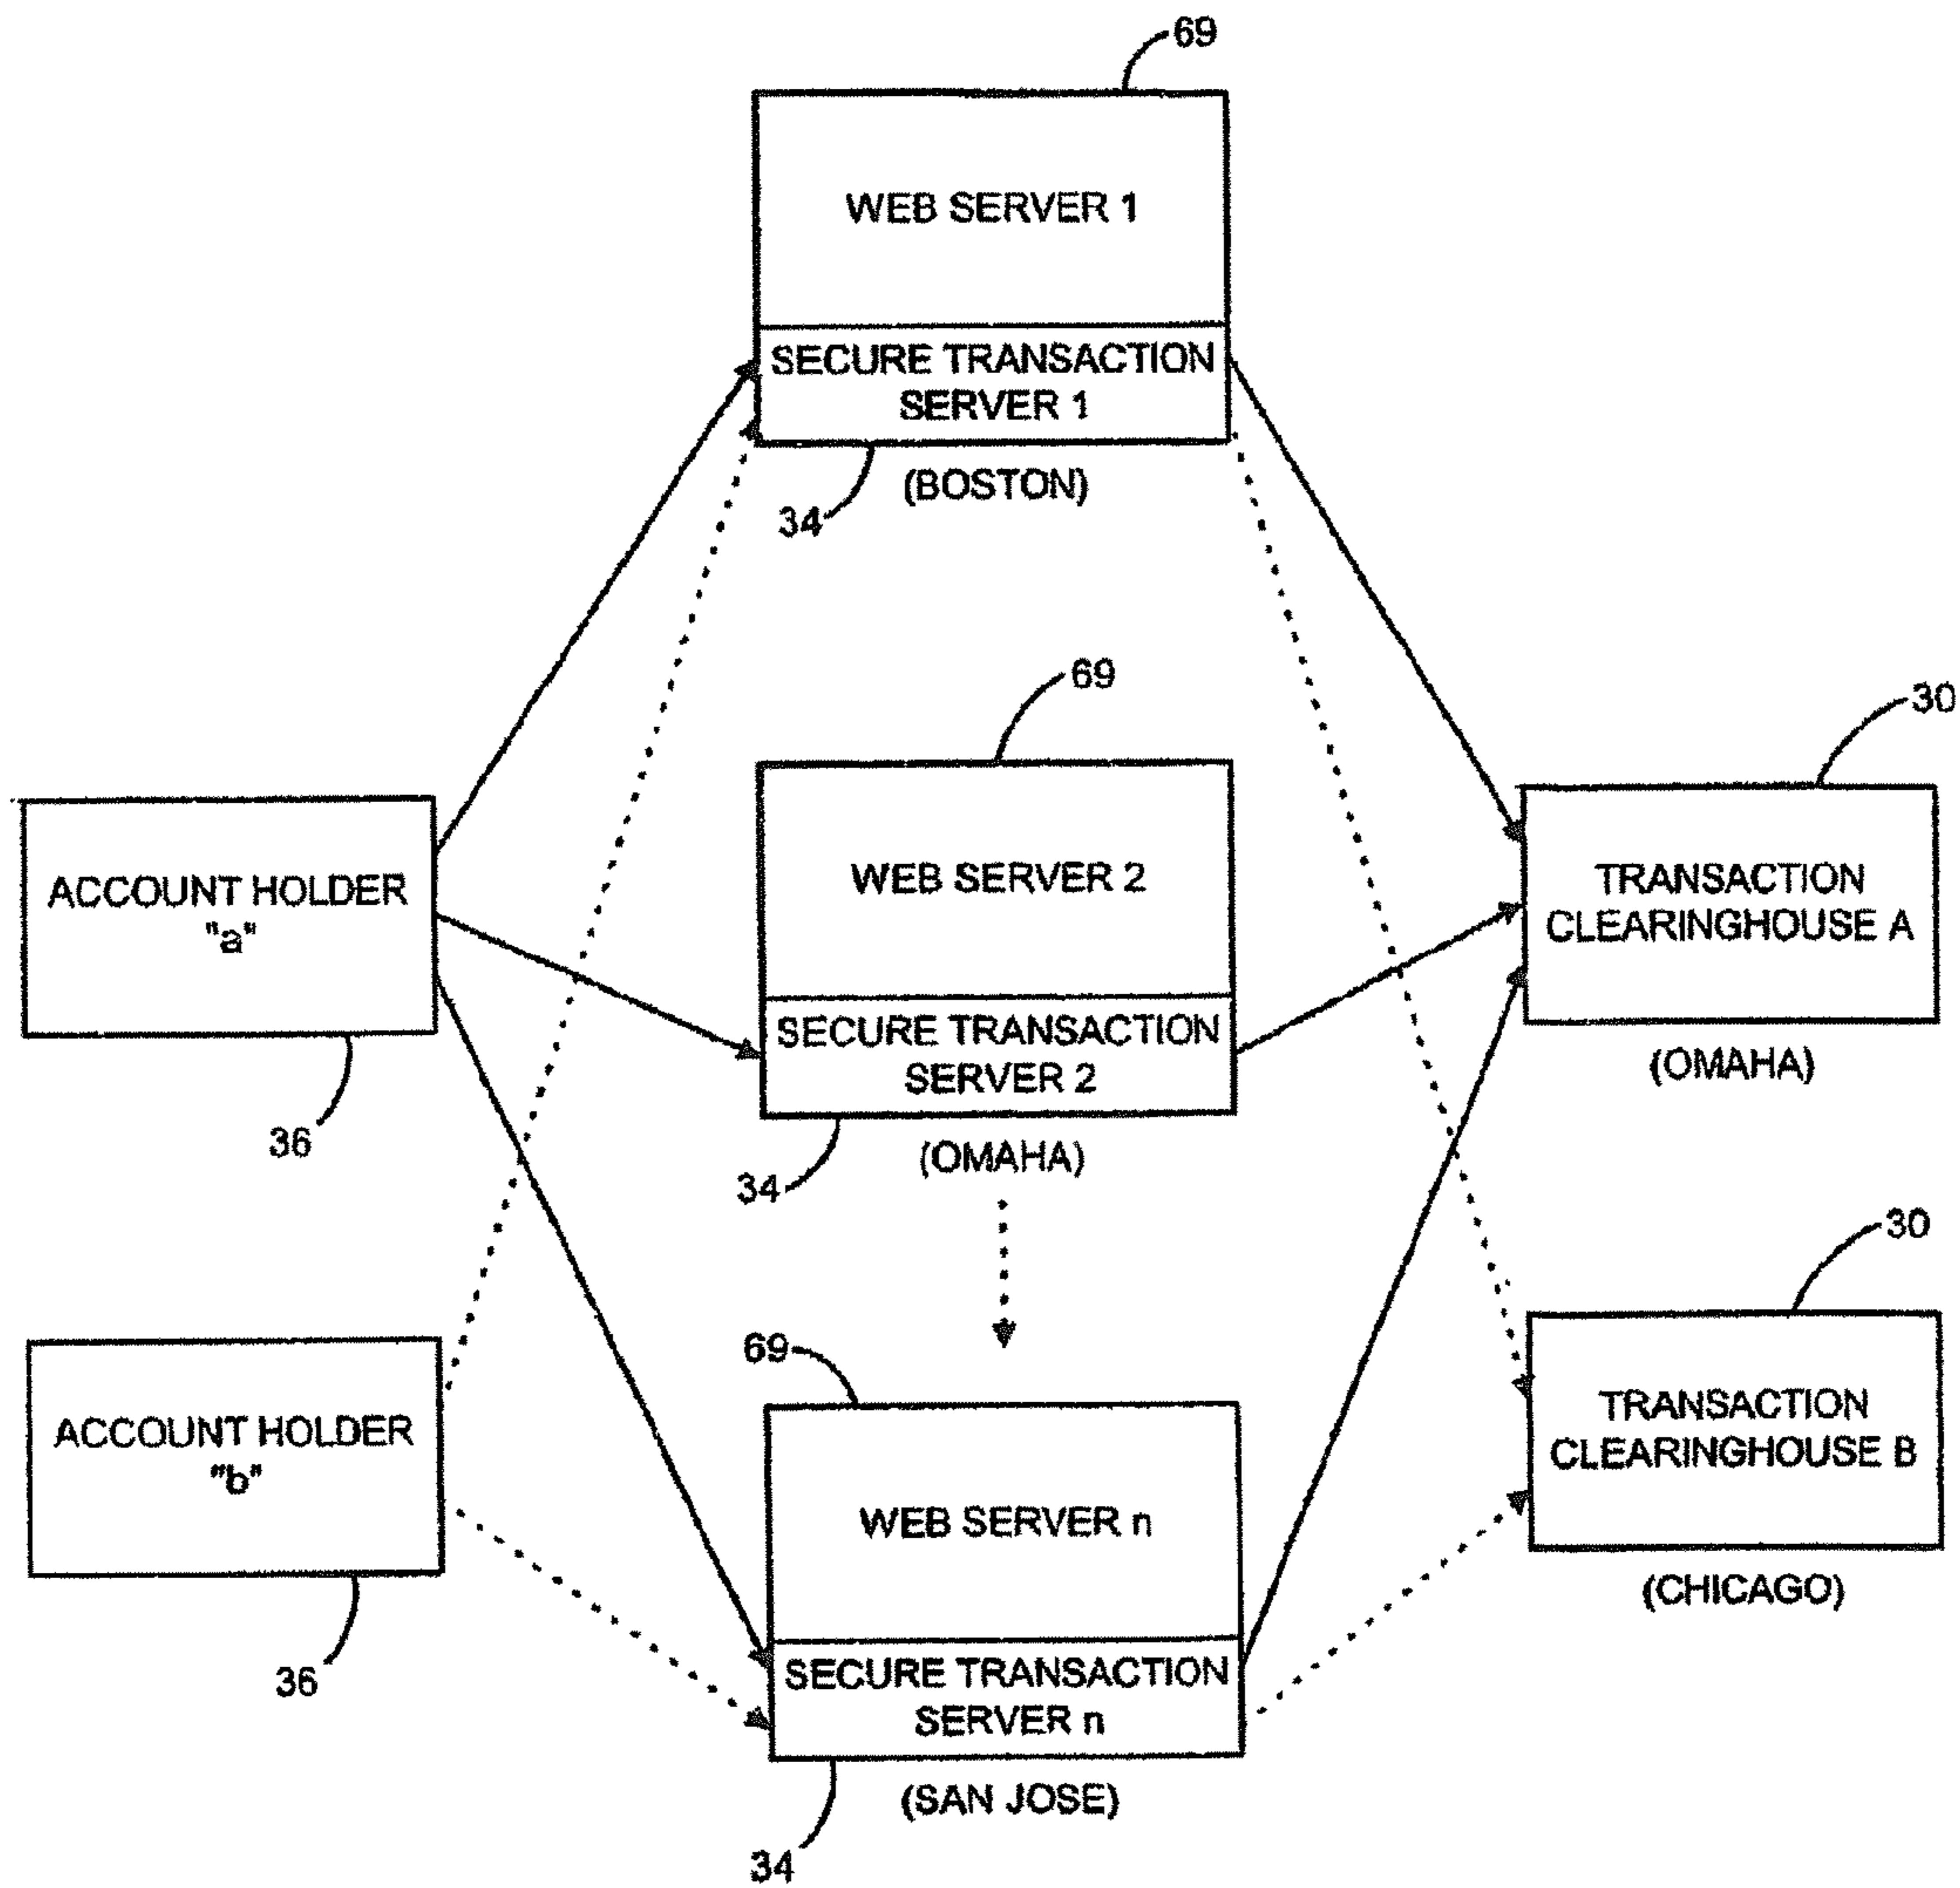 69
WEB SERVER 1
SECURE TRANSACTION
SERVER 1
34
(BOSTON)
69
WEB SERVER 2
SECURE TRANSACTION
SERVER 2
34
(OMAHA)
30
ACCOUNT HOLDER
"a"
36
TRANSACTION
CLEARINGHOUSE A
(OMAHA)
30
ACCOUNT HOLDER
"b"
36
69
WEB SERVER n
SECURE TRANSACTION
SERVER n
34
(SAN JOSE)
TRANSACTION
CLEARINGHOUSE B
(CHICAGO)